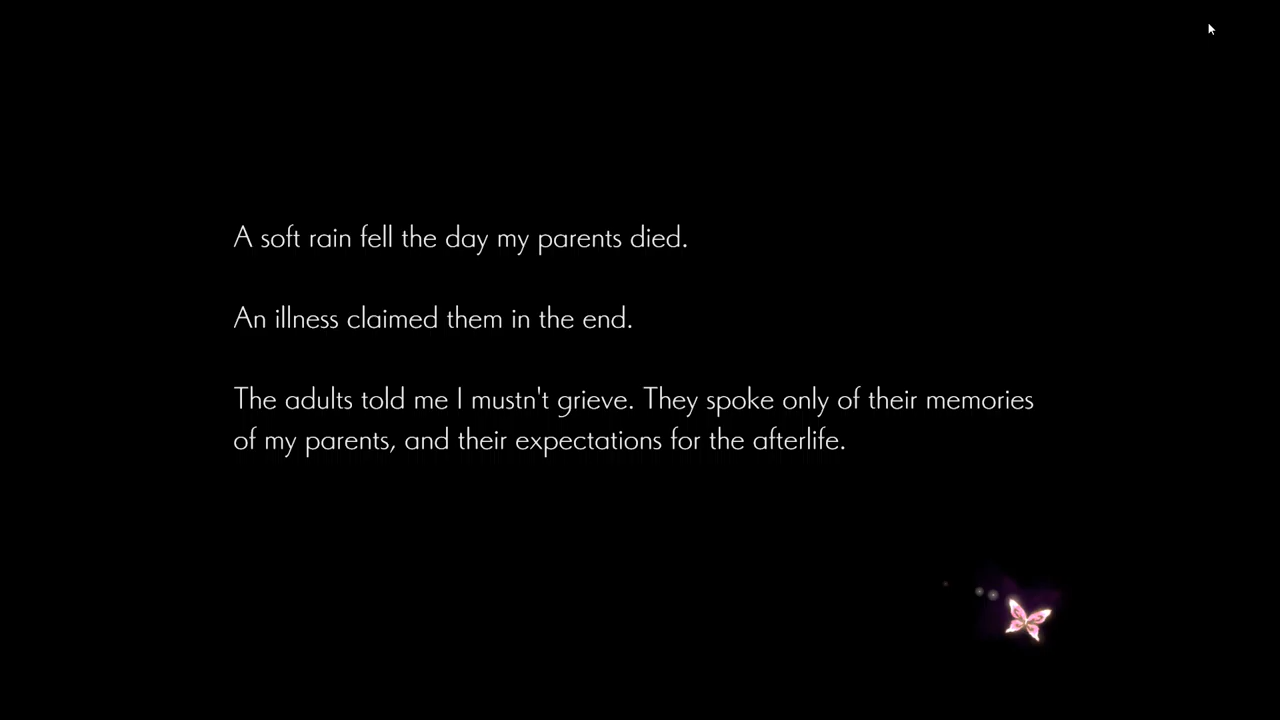 A soft rain fell the day my parents died.
An illness claimed them in the end.
The adults told me I mustn't grieve. They spoke only of their memories
of my parents, and their expectations for the afterlife.